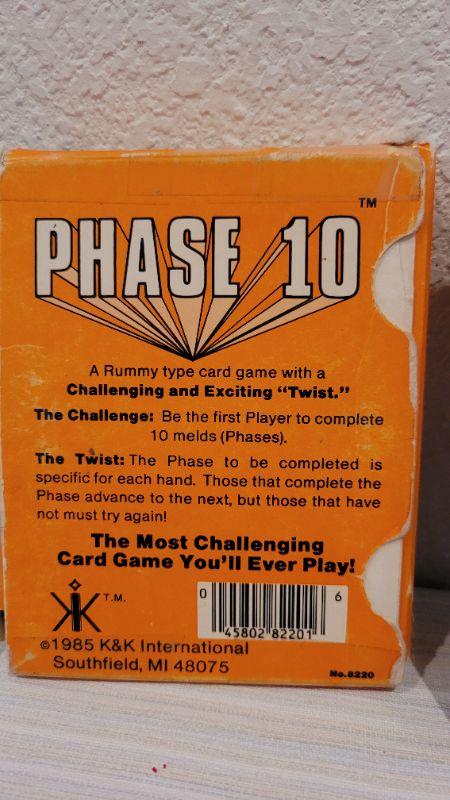 PHASE 10™
A Rummy type card game with a
Challenging and Exciting “Twist.”
The Challenge: Be the first Player to complete
10 melds (Phases).
The Twist: The Phase to be completed is
specific for each hand. Those that complete the
Phase advance to the next, but those that have
not must try again!
The Most Challenging
Card Game You'll Ever Play!
KK T.M.
0 45802 82201 6
©1985 K&K International
Southfield, MI 48075
No.8220